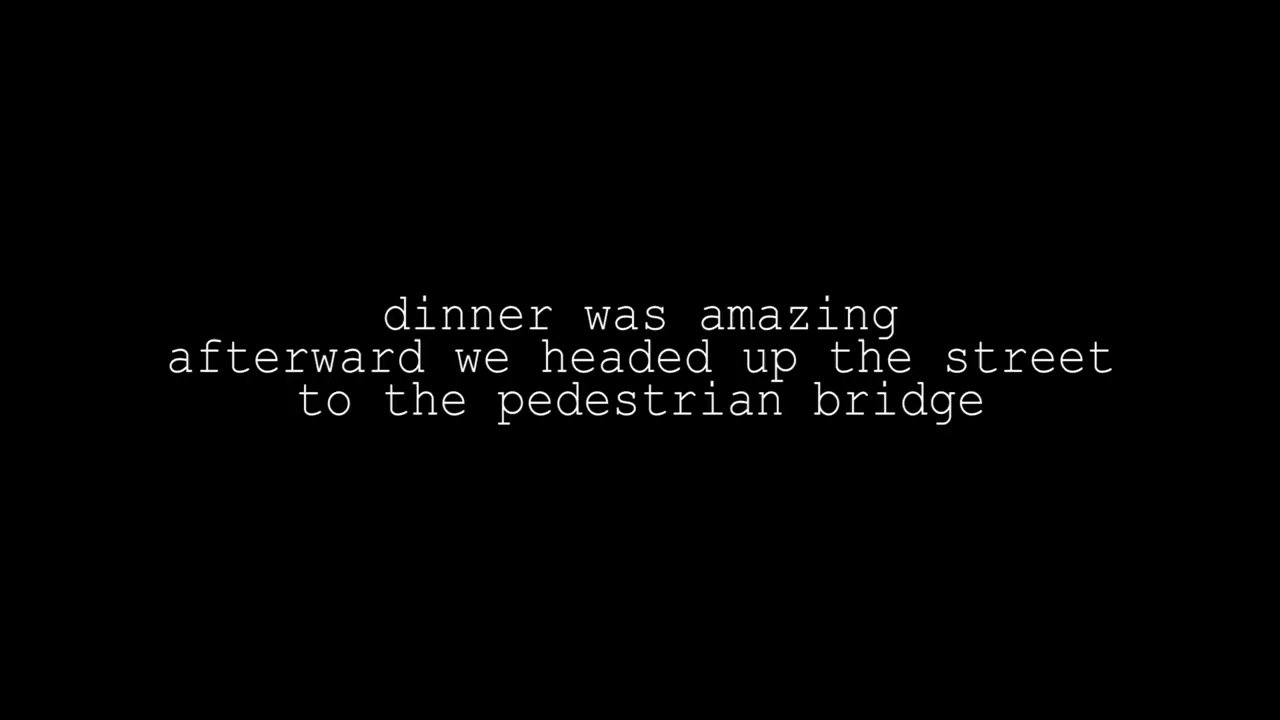 dinner was amazing
afterward we headed up the street
to the pedestrian bridge